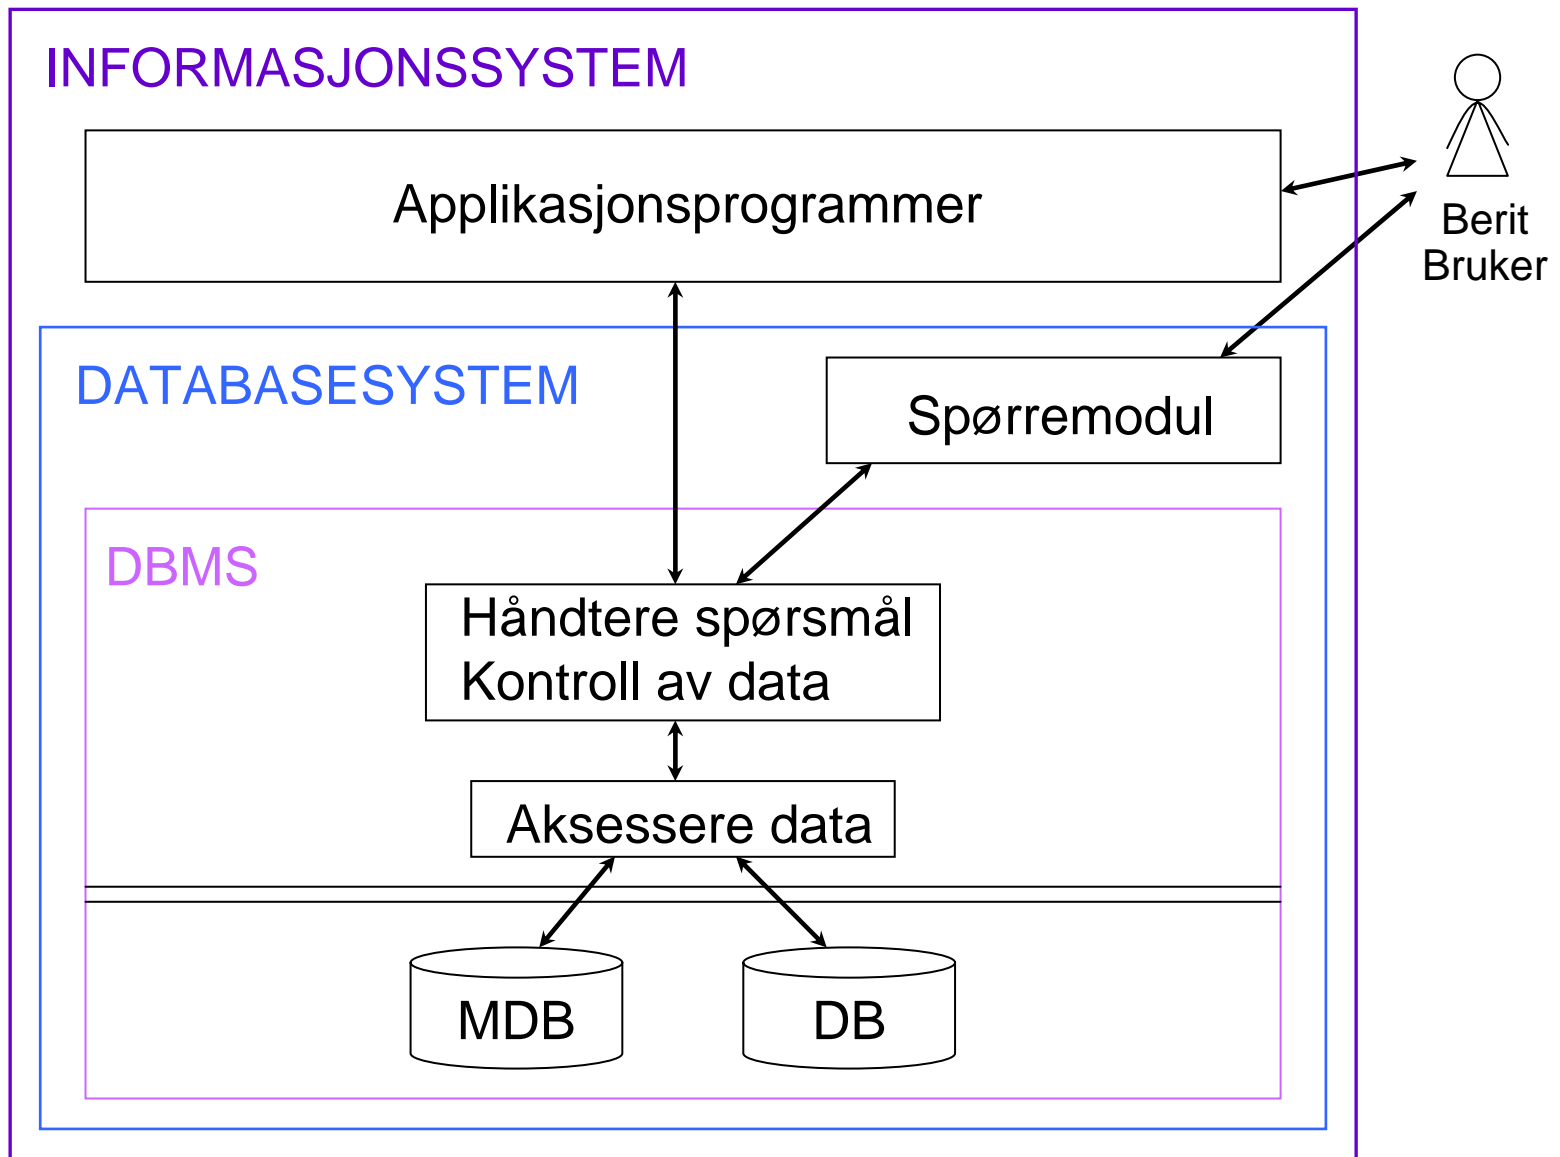 INFORMASJONSSYSTEM
Applikasjonsprogrammer
Berit
Bruker
DATABASESYSTEM
Spørremodul
DBMS
Håndtere spørsmål
Kontroll av data
Aksessere data
MDB
DB